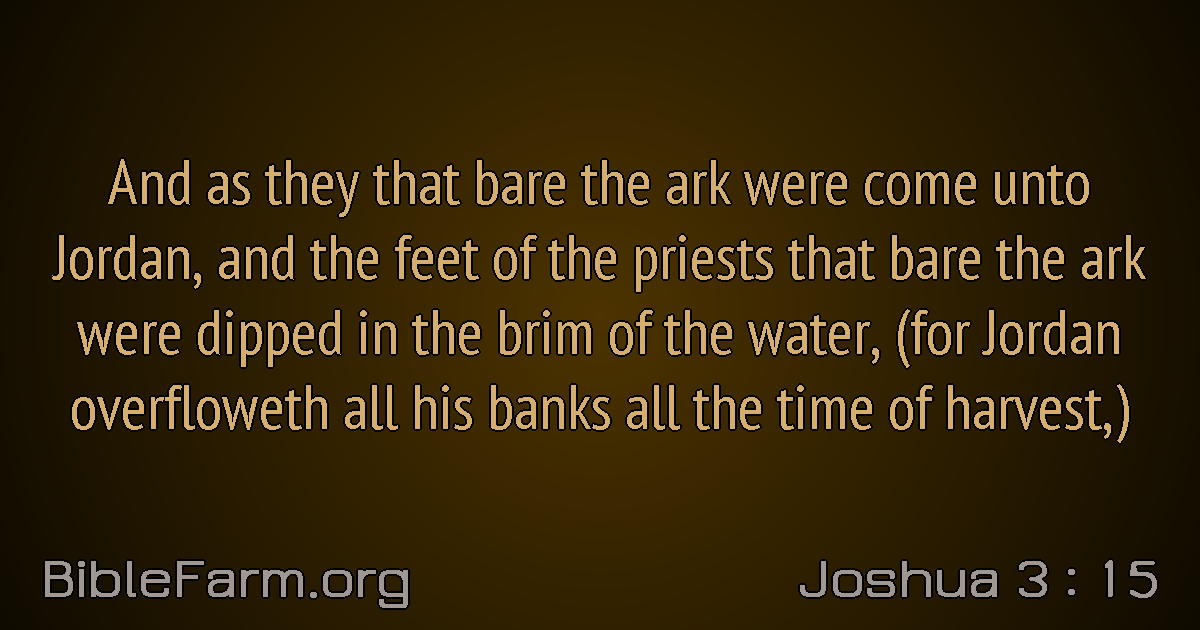 And as they that bare the ark were come unto
Jordan, and the feet of the priests that bare the ark
were dipped in the brim of the water, (for Jordan
overfloweth all his banks all the time of harvest,)
BibleFarm.org
Joshua 3 : 15